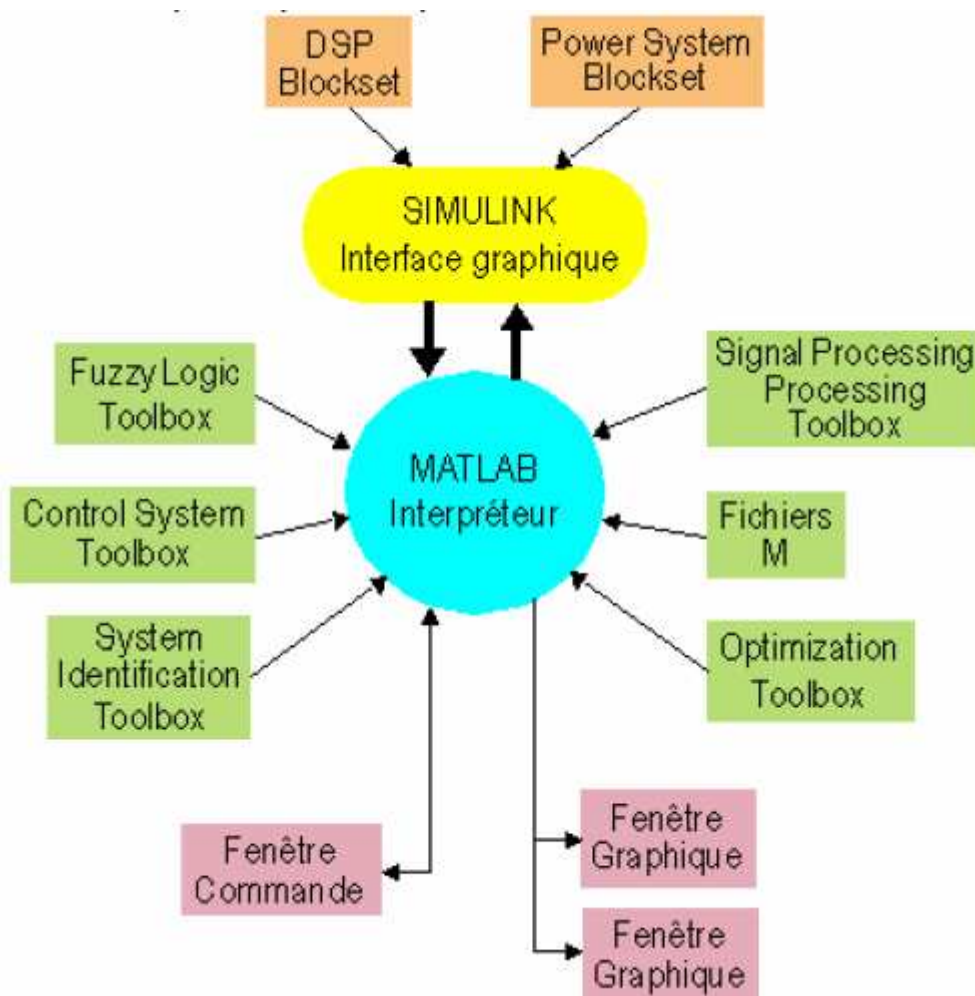 DSP
Blockset
Power System
Blockset
SIMULINK
Interface graphique
Fuzzy Logic
Toolbox
Signal Processing
Processing
Toolbox
MATLAB
Interpréteur
Control System
Toolbox
Fichiers
M
System
Identification
Toolbox
Optimization
Toolbox
Fenêtre
Commande
Fenêtre
Graphique
Fenêtre
Graphique